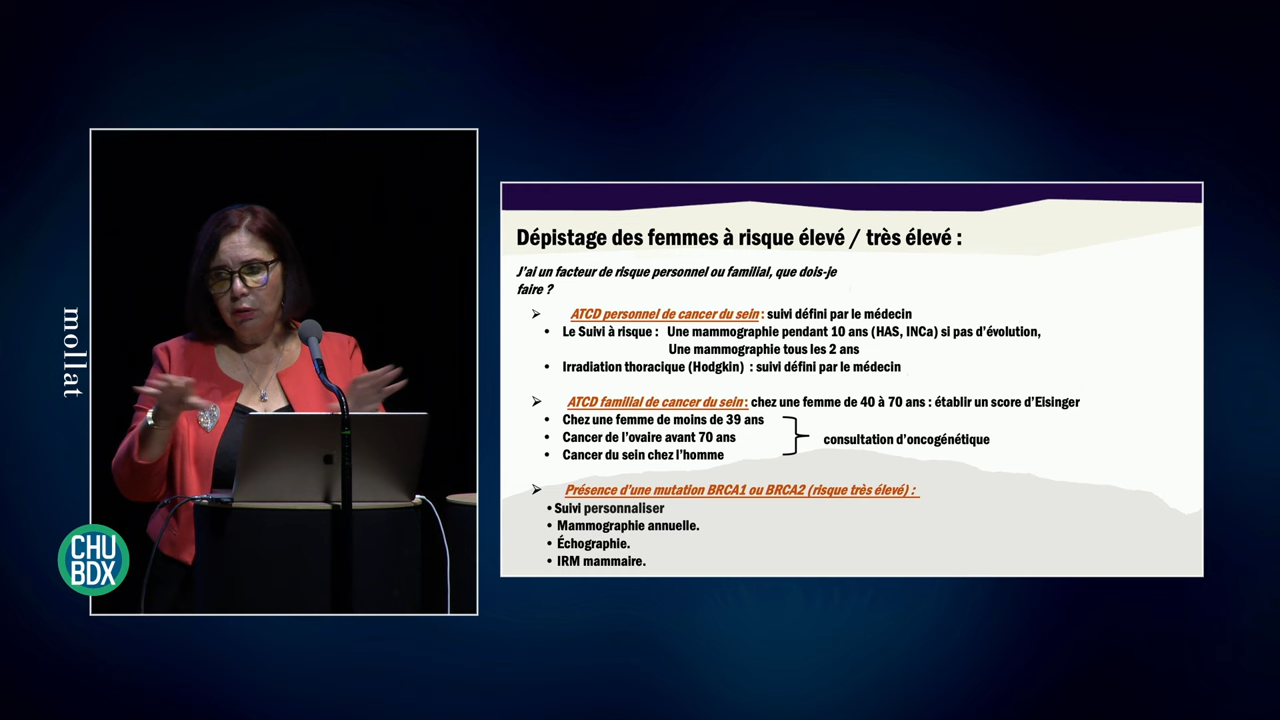 mollat
CHU
BDX
Dépistage des femmes à risque élevé / très élevé :
J'ai un facteur de risque personnel ou familial, que dois-je
faire ?
➢ ATCD personnel de cancer du sein : suivi défini par le médecin
• Le Suivi à risque : Une mammographie pendant 10 ans (HAS, INCa) si pas d'évolution,
Une mammographie tous les 2 ans
• Irradiation thoracique (Hodgkin) : suivi défini par le médecin
➢ ATCD familial de cancer du sein : chez une femme de 40 à 70 ans : établir un score d'Eisinger
• Chez une femme de moins de 39 ans
• Cancer de l'ovaire avant 70 ans
consultation d'oncogénétique
• Cancer du sein chez l'homme
➢ Présence d'une mutation BRCA1 ou BRCA2 (risque très élevé) :
• Suivi personnaliser
• Mammographie annuelle.
• Échographie.
• IRM mammaire.